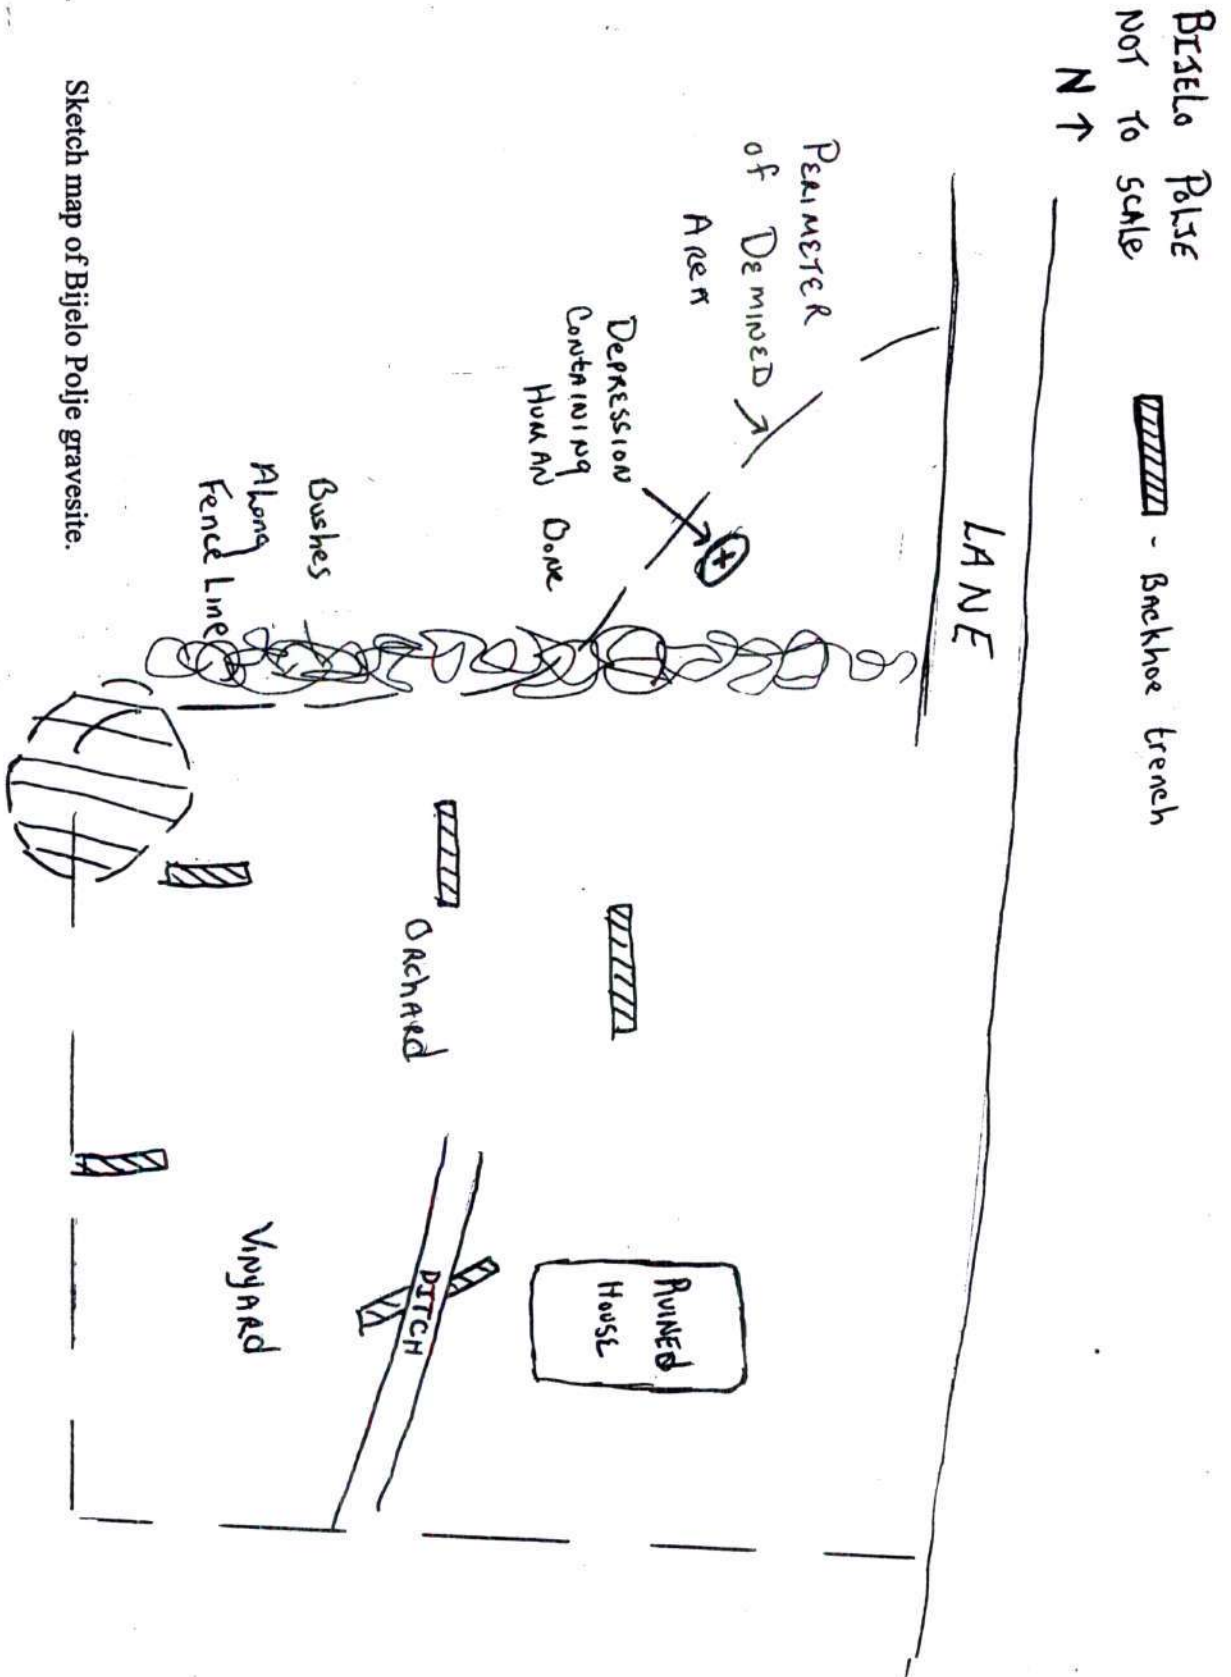 BIJELO POLJE
NOT TO SCALE
N ↑
- Backhoe trench
LANE
PERIMETER
of DEMINED
AREA
Depression
Containing
Human Bone
Bushes
Along
Fence Line
Orchard
RUINED
HOUSE
DITCH
Vinyard
Sketch map of Bijelo Polje gravesite.